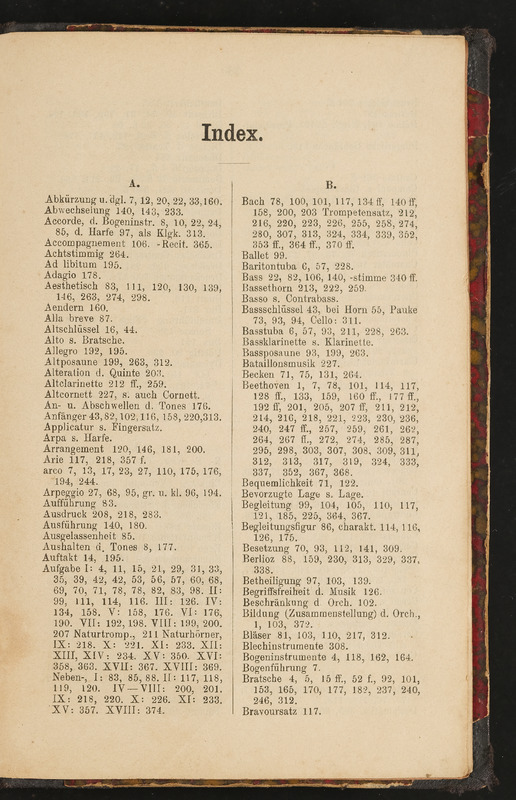 Index.
A.
Abkürzung u. dgl. 7, 12, 20, 22, 33, 160.
Abwechselung 140, 143, 233.
Accorde, d. Bogeninstr. 8, 10, 22, 24,
85, d. Harfe 97, als Klgk. 313.
Accompagnement 106. -Recit. 365.
Achtstimmig 264.
Ad libitum 195.
Adagio 178.
Aesthetisch 83, 111, 120, 130, 139,
146, 263, 274, 298.
Aendern 160.
Alla breve 87.
Altschlüssel 16, 44.
Alto s. Bratsche.
Allegro 192, 195.
Altposaune 199, 263, 312.
Alteration d. Quinte 203.
Altclarinette 212 ff., 259.
Altcornett 227, s. auch Cornett.
An- u. Abschwellen d. Tones 176.
Anfänger 43, 82, 102, 116, 158, 220, 313.
Applicatur s. Fingersatz.
Arpa s. Harfe.
Arrangement 120, 146, 181, 200.
Arie 117, 218, 357 f.
arco 7, 13, 17, 23, 27, 110, 175, 176,
194, 244.
Arpeggio 27, 68, 95, gr. u. kl. 96, 194.
Aufführung 83.
Ausdruck 208, 218, 283.
Ausführung 140, 180.
Ausgelassenheit 85.
Aushalten d. Tones 8, 177.
Auftakt 14, 195.
Aufgabe I: 4, 11, 15, 21, 29, 31, 33,
35, 39, 42, 42, 53, 56, 57, 60, 68,
69, 70, 71, 78, 78, 82, 83, 98. II:
99, 111, 114, 116. III: 126. IV:
134, 158. V: 158, 176. VI: 176,
190. VII: 192, 198. VIII: 199, 200.
207 Naturtromp., 211 Naturhörner,
IX: 218. X: 221. XI: 233. XII:
XIII, XIV: 234. XV: 350. XVI:
358, 363. XVII: 367. XVIII: 369.
Neben-, I: 83, 85, 88. II: 117, 118,
119, 120. IV—VIII: 200, 201.
IX: 218, 220. X: 226. XI: 233.
XV: 357. XVIII: 374.
B.
Bach 78, 100, 101, 117, 134 ff, 140 ff,
158, 200, 203 Trompetensatz, 212,
216, 220, 223, 226, 255, 258, 274,
280, 307, 313, 324, 334, 339, 352,
353 ff., 364 ff., 370 ff.
Ballet 99.
Baritontuba 6, 57, 228.
Bass 22, 82, 106, 140, -stimme 340 ff.
Bassethorn 213, 222, 259.
Basso s. Contrabass.
Bassschlüssel 43, bei Horn 55, Pauke
73, 93, 94, Cello: 311.
Basstuba 6, 57, 93, 211, 228, 263.
Bassklarinette s. Klarinette.
Bassposaune 93, 199, 263.
Bataillonsmusik 227.
Becken 71, 75, 131, 264.
Beethoven 1, 7, 78, 101, 114, 117,
128 ff., 133, 159, 160 ff., 177 ff.,
192 ff, 201, 205, 207 ff, 211, 212,
214, 216, 218, 221, 223, 230, 236,
240, 247 ff., 257, 259, 261, 262,
264, 267 ff., 272, 274, 285, 287,
295, 298, 303, 307, 308, 309, 311,
312, 313, 317, 319, 324, 333,
337, 352, 367, 368.
Bequemlichkeit 71, 122.
Bevorzugte Lage s. Lage.
Begleitung 99, 104, 105, 110, 117,
121, 185, 225, 364, 367.
Begleitungsfigur 86, charakt. 114, 116,
126, 175.
Besetzung 70, 93, 112, 141, 309.
Berlioz 88, 159, 230, 313, 329, 337,
338.
Betheiligung 97, 103, 139.
Begriffsfreiheit d. Musik 126.
Beschränkung d. Orch. 102.
Bildung (Zusammenstellung) d. Orch.,
1, 103, 372.
Bläser 81, 103, 110, 217, 312.
Blechinstrumente 308.
Bogeninstrumente 4, 118, 162, 164.
Bogenführung 7.
Bratsche 4, 5, 15 ff., 52 f., 92, 101,
153, 165, 170, 177, 182, 237, 240,
246, 312.
Bravoursatz 117.